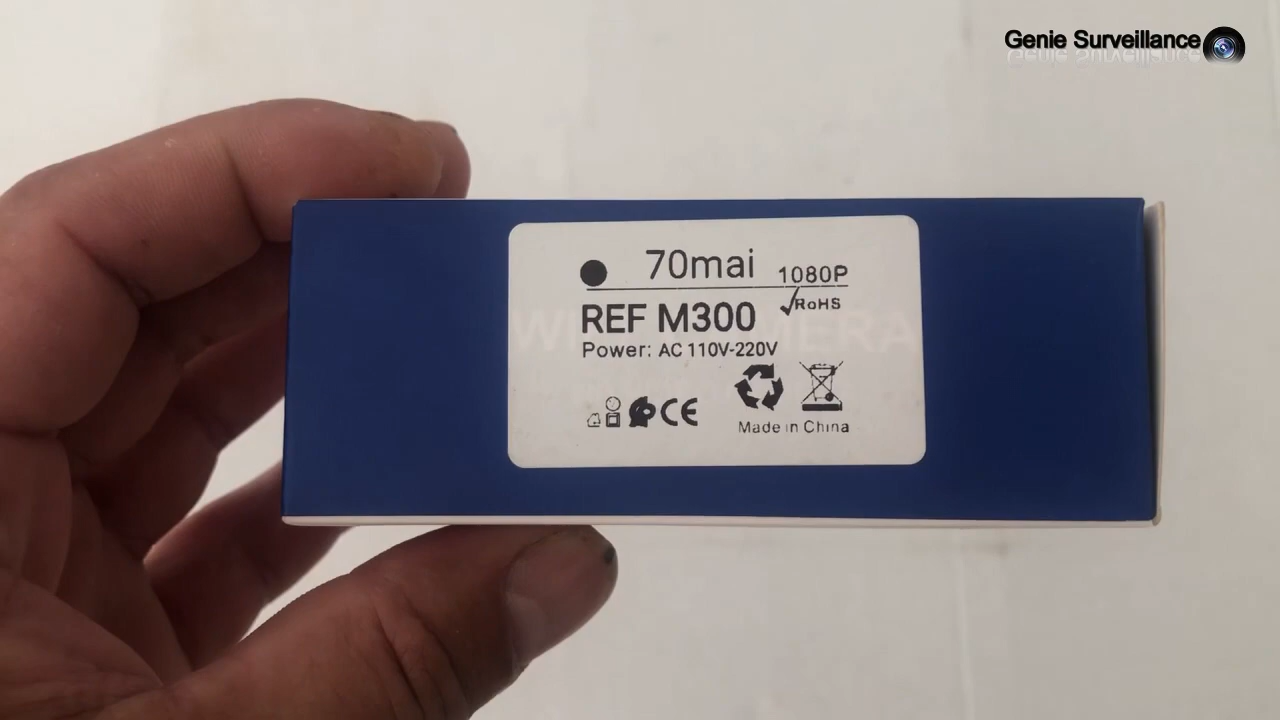 Genie Surveillance
70mai 1080P
√RoHS
REF M300
Power: AC 110V-220V
CE
Made in China